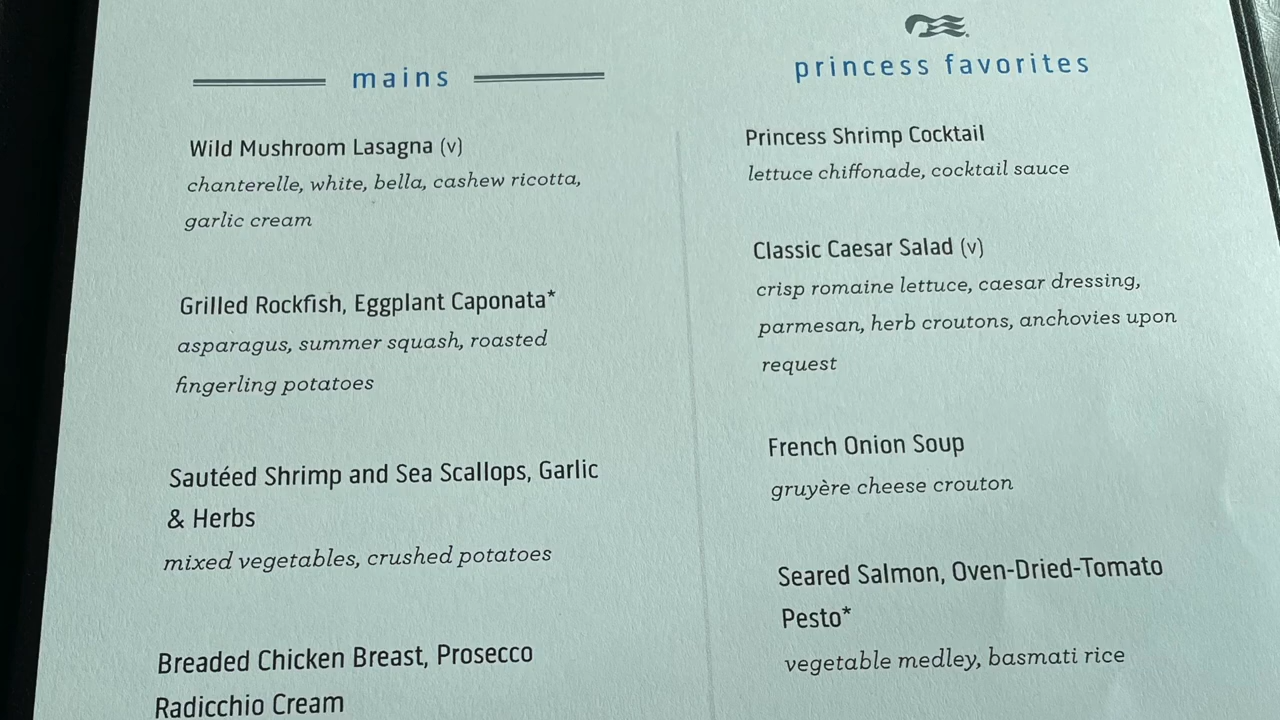 mains
Wild Mushroom Lasagna (v)
chanterelle, white, bella, cashew ricotta,
garlic cream
Grilled Rockfish, Eggplant Caponata*
asparagus, summer squash, roasted
fingerling potatoes
Sautéed Shrimp and Sea Scallops, Garlic
& Herbs
mixed vegetables, crushed potatoes
Breaded Chicken Breast, Prosecco
Radicchio Cream
princess favorites
Princess Shrimp Cocktail
lettuce chiffonade, cocktail sauce
Classic Caesar Salad (v)
crisp romaine lettuce, caesar dressing,
parmesan, herb croutons, anchovies upon
request
French Onion Soup
gruyère cheese crouton
Seared Salmon, Oven-Dried-Tomato
Pesto*
vegetable medley, basmati rice